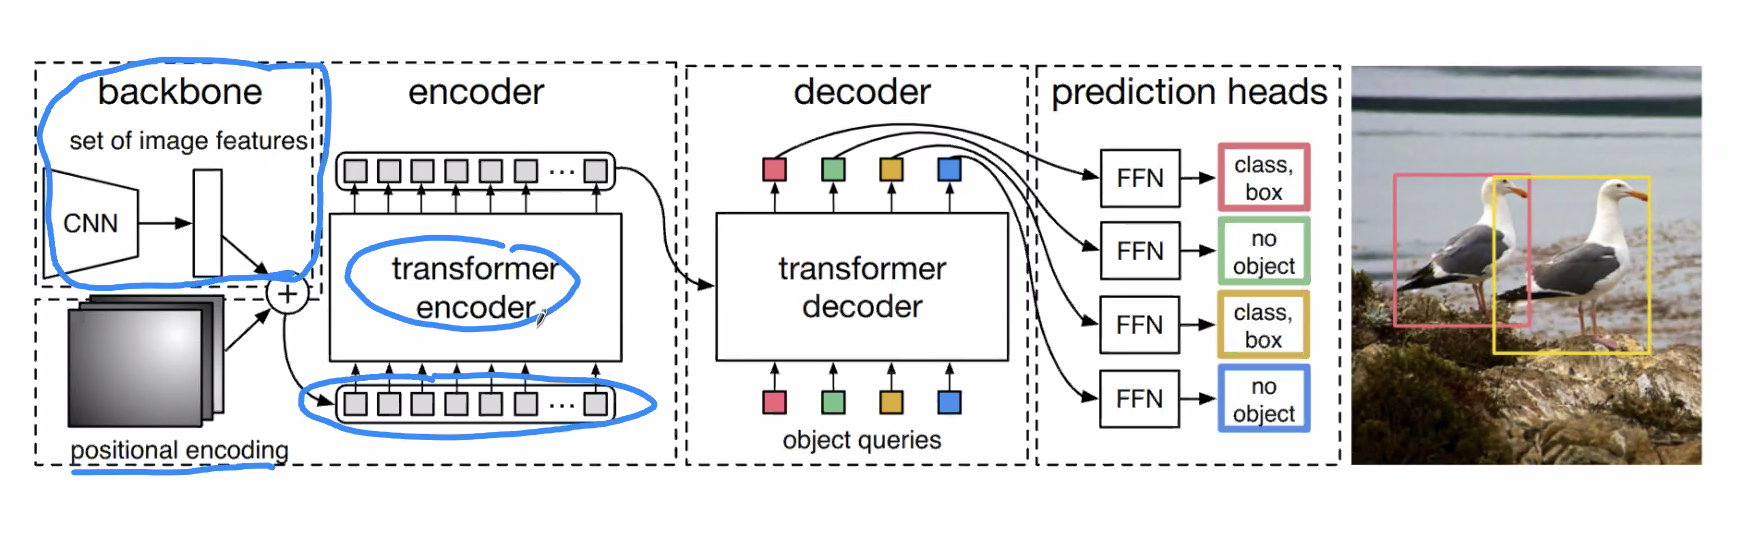 backbone
set of image features
CNN
+
positional encoding
encoder
...
transformer
encoder
...
decoder
transformer
decoder
object queries
prediction heads
FFN
class,
box
FFN
no
object
FFN
class,
box
FFN
no
object